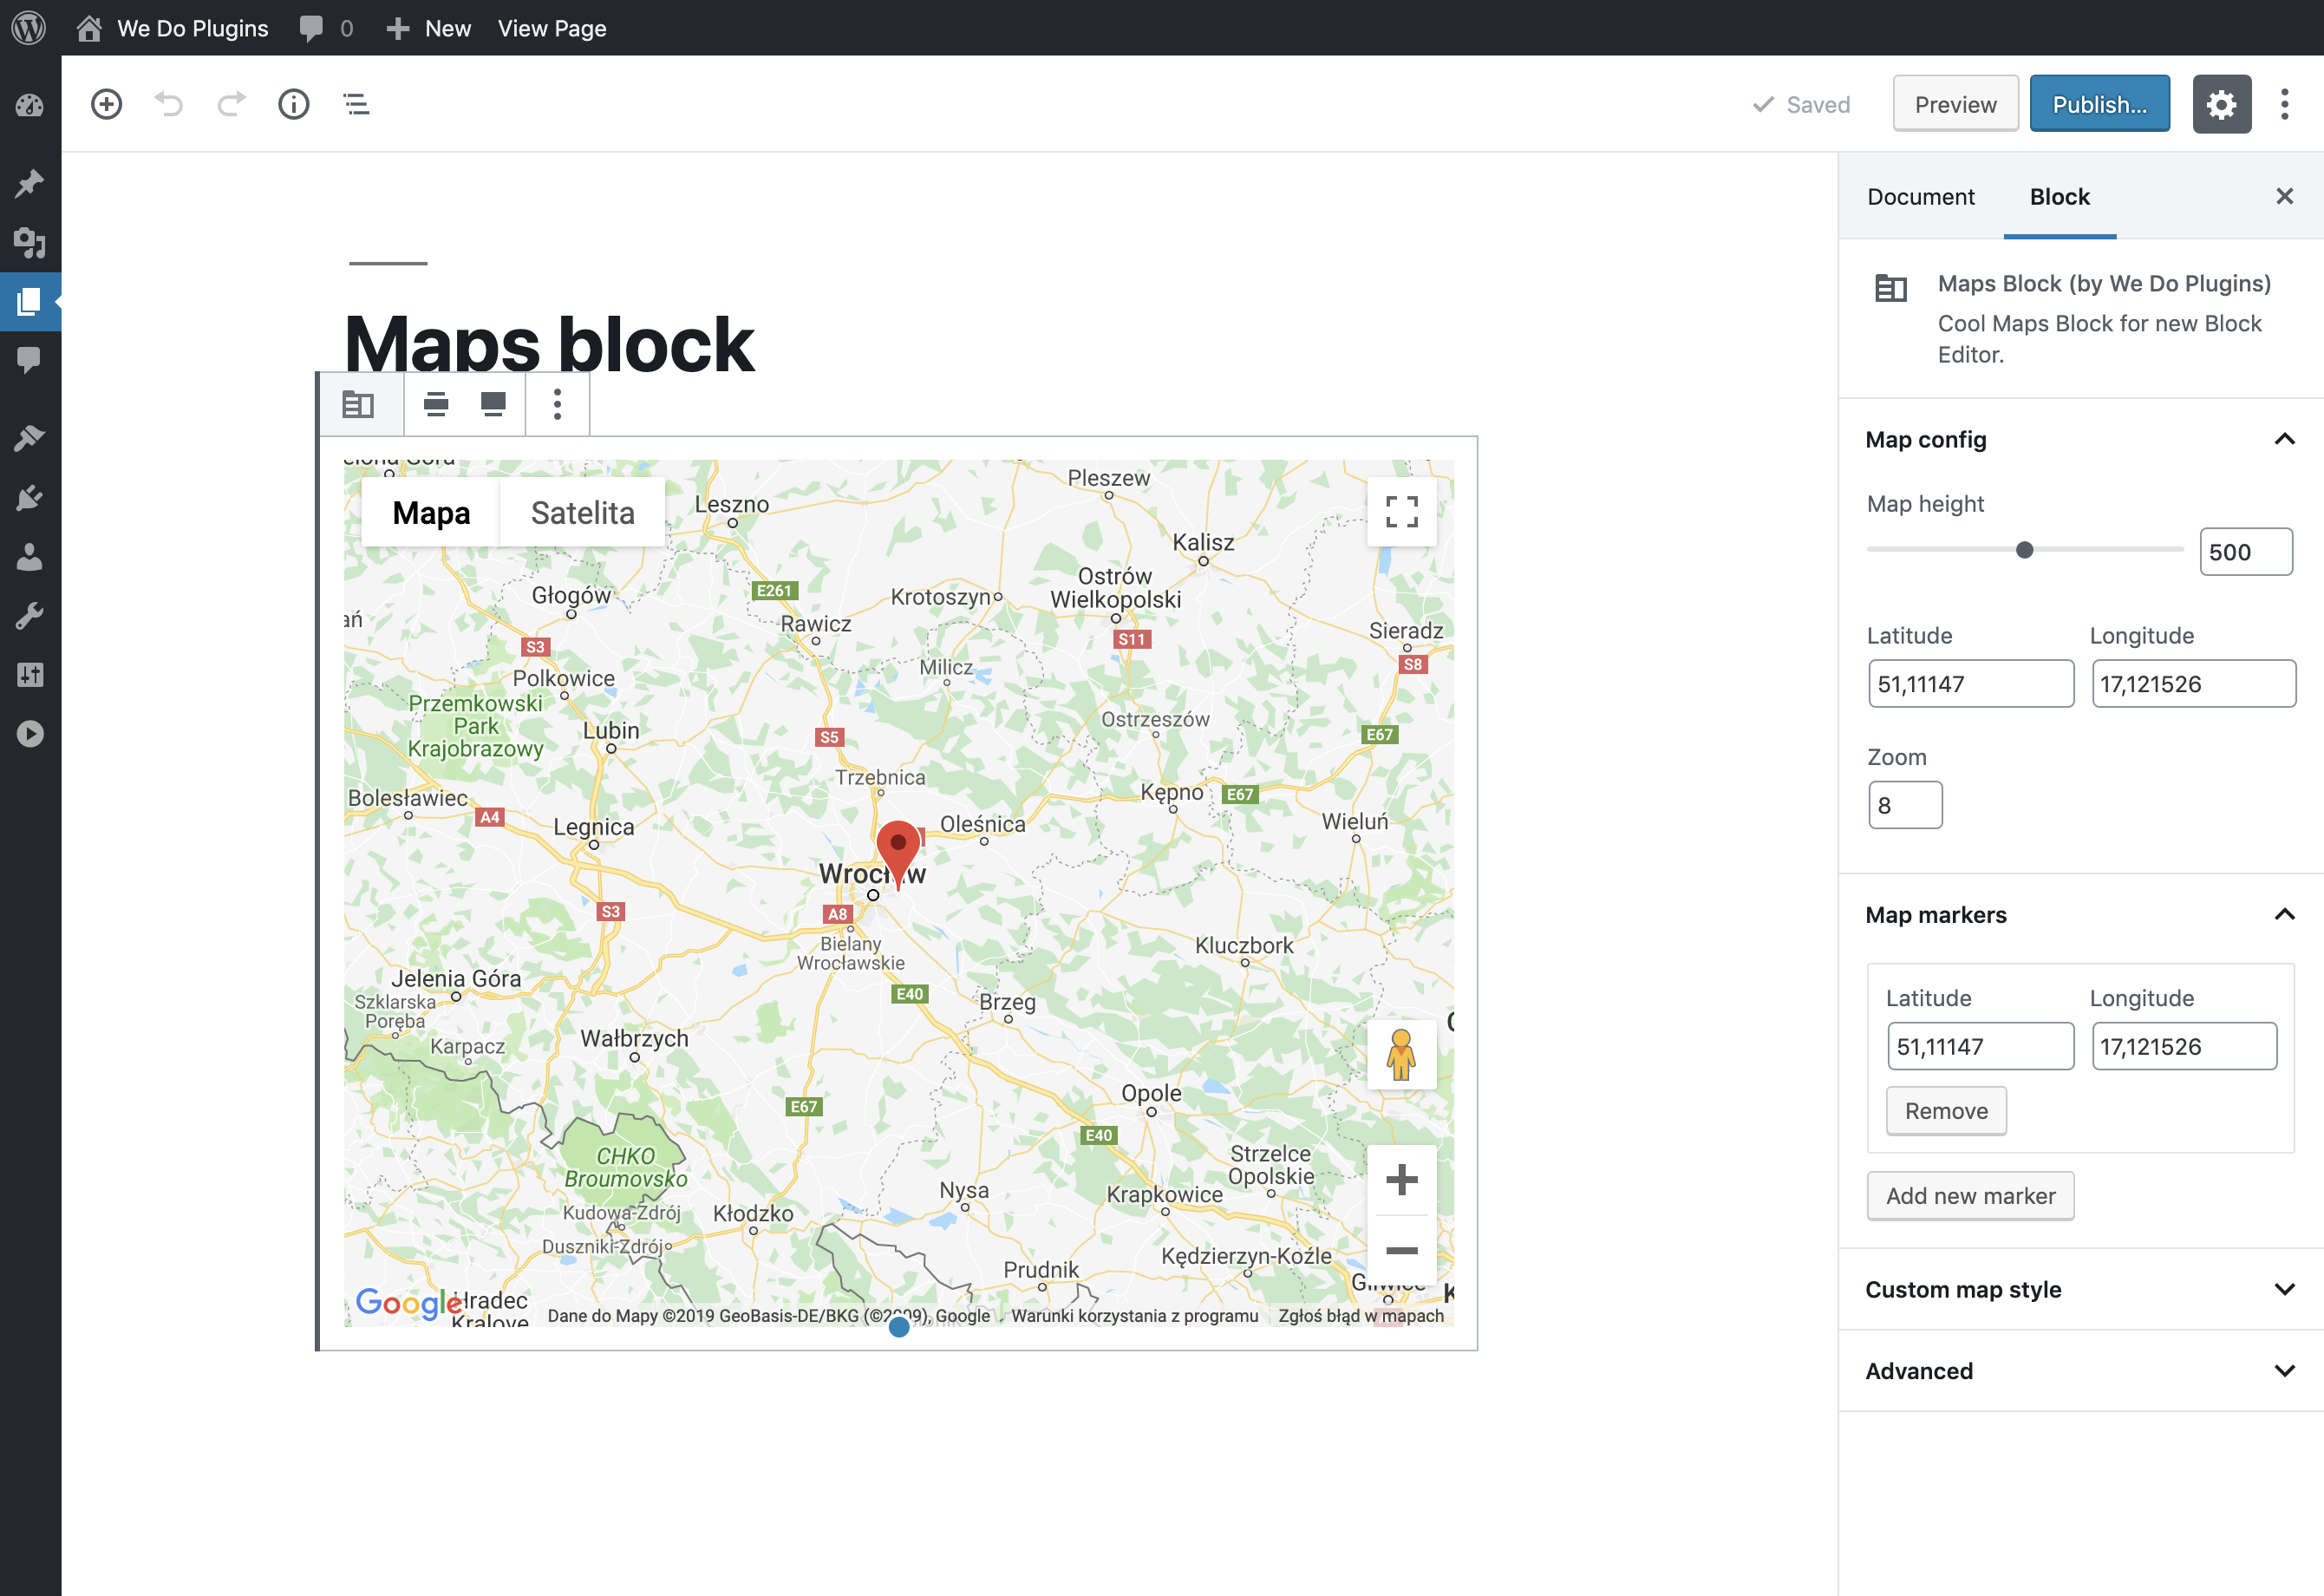 We Do Plugins
0
New
View Page
Saved
Preview
Publish...
Document
Block
Maps Block (by We Do Plugins)
Cool Maps Block for new Block
Editor.
Maps block
Map config
Map height
500
Latitude
Longitude
51,11147
17,121526
Zoom
8
Map markers
Latitude
Longitude
51,11147
17,121526
Remove
Add new marker
Custom map style
Advanced
Mapa
Satelita
Leszno
Pleszew
Kalisz
Głogów
E261
Krotoszyn
Ostrów
Wielkopolski
Rawicz
S11
Sieradz
S3
S8
Milicz
Polkowice
Przemkowski
Park
Krajobrazowy
Lubin
Ostrzeszów
S5
E67
Trzebnica
Bolesławiec
Kępno
E67
A4
Legnica
Oleśnica
Wieluń
Wrocław
S3
A8
Bielany
Wrocławskie
Kluczbork
Jelenia Góra
Szklarska
Poręba
E40
Brzeg
Karpacz
Wałbrzych
Opole
E67
E40
CHKO
Broumovsko
Strzelce
Opolskie
Nysa
Krapkowice
Kudowa-Zdrój
Kłodzko
Duszniki-Zdrój
Kędzierzyn-Koźle
Prudnik
Google
Hradec
Kralove
Dane do Mapy ©2019 GeoBasis-DE/BKG (©2009), Google
Warunki korzystania z programu
Zgłoś błąd w mapach